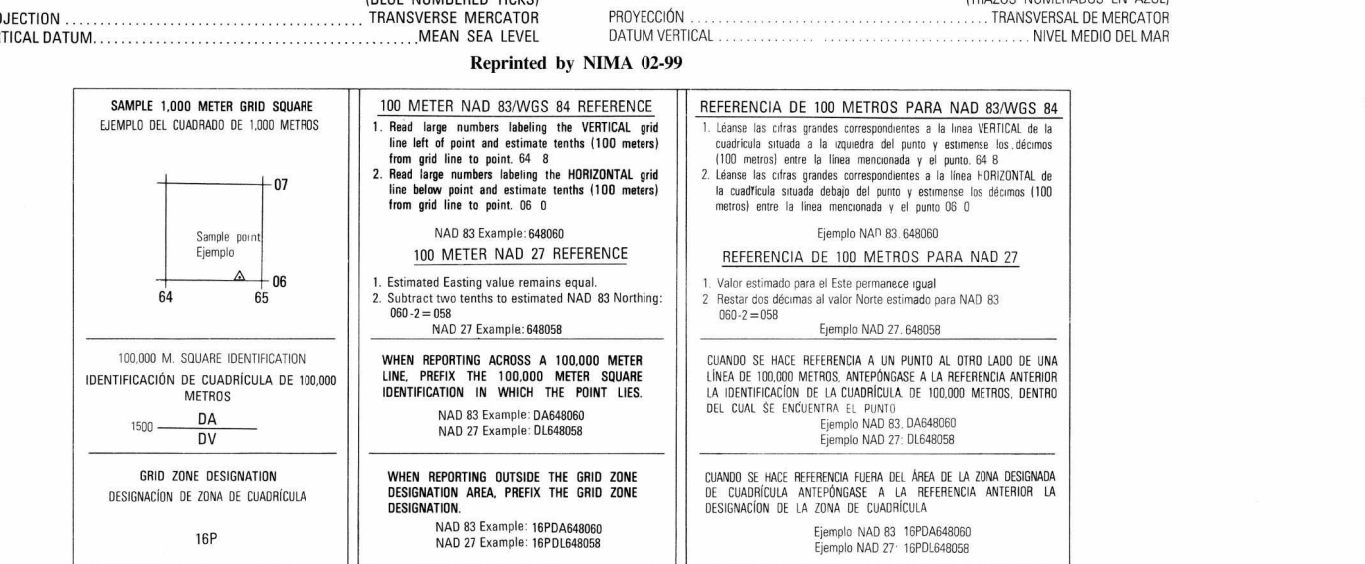 (BLUE NUMBERED TICKS)
OJECTION ........ TRANSVERSE MERCATOR
RTICAL DATUM........ MEAN SEA LEVEL
(TRAZOS NUMERADOS EN AZUL)
PROYECCIÓN ........ TRANSVERSAL DE MERCATOR
DATUM VERTICAL ........ NIVEL MEDIO DEL MAR
Reprinted by NIMA 02-99
SAMPLE 1,000 METER GRID SQUARE
EJEMPLO DEL CUADRADO DE 1,000 METROS
07
Sample point
Ejemplo
06
64 65
100,000 M. SQUARE IDENTIFICATION
IDENTIFICACIÓN DE CUADRÍCULA DE 100,000
METROS
DA
1500
DV
GRID ZONE DESIGNATION
DESIGNACÍON DE ZONA DE CUADRÍCULA
16P
100 METER NAD 83/WGS 84 REFERENCE
1. Read large numbers labeling the VERTICAL grid
line left of point and estimate tenths (100 meters)
from grid line to point. 64 8
2. Read large numbers labeling the HORIZONTAL grid
line below point and estimate tenths (100 meters)
from grid line to point. 06 0
NAD 83 Example: 648060
100 METER NAD 27 REFERENCE
1. Estimated Easting value remains equal.
2. Subtract two tenths to estimated NAD 83 Northing:
060-2=058
NAD 27 Example: 648058
WHEN REPORTING ACROSS A 100,000 METER
LINE, PREFIX THE 100,000 METER SQUARE
IDENTIFICATION IN WHICH THE POINT LIES.
NAD 83 Example: DA648060
NAD 27 Example: DL648058
WHEN REPORTING OUTSIDE THE GRID ZONE
DESIGNATION AREA, PREFIX THE GRID ZONE
DESIGNATION.
NAD 83 Example: 16PDA648060
NAD 27 Example: 16PDL648058
REFERENCIA DE 100 METROS PARA NAD 83/WGS 84
1. Léanse las cifras grandes correspondientes a la linea VERTICAL de la
cuadricula situada a la izquiedra del punto y estimense los décimos
(100 metros) entre la línea mencionada y el punto. 64 8
2. Léanse las cifras grandes correspondientes a la línea HORIZONTAL de
la cuadrícula situada debajo del punto y estimense los décimos (100
metros) entre la línea mencionada y el punto 06 0
Ejemplo NAD 83. 648060
REFERENCIA DE 100 METROS PARA NAD 27
1. Valor estimado para el Este permanece igual
2 Restar dos décimas al valor Norte estimado para NAD 83
060-2=058
Ejemplo NAD 27. 648058
CUANDO SE HACE REFERENCIA A UN PUNTO AL OTRO LADO DE UNA
LÍNEA DE 100,000 METROS, ANTEPÓNGASE A LA REFERENCIA ANTERIOR
LA IDENTIFICACÍON DE LA CUADRÍCULA. DE 100,000 METROS, DENTRO
DEL CUAL SE ENCUENTRA EL PUNTO
Ejemplo NAD 83. DA648060
Ejemplo NAD 27: DL648058
CUANDO SE HACE REFERENCIA FUERA DEL ÁREA DE LA ZONA DESIGNADA
DE CUADRÍCULA ANTEPÓNGASE A LA REFERENCIA ANTERIOR LA
DESIGNACÍON DE LA ZONA DE CUADRÍCULA
Ejemplo NAD 83 16PDA648060
Ejemplo NAD 27: 16PDL648058